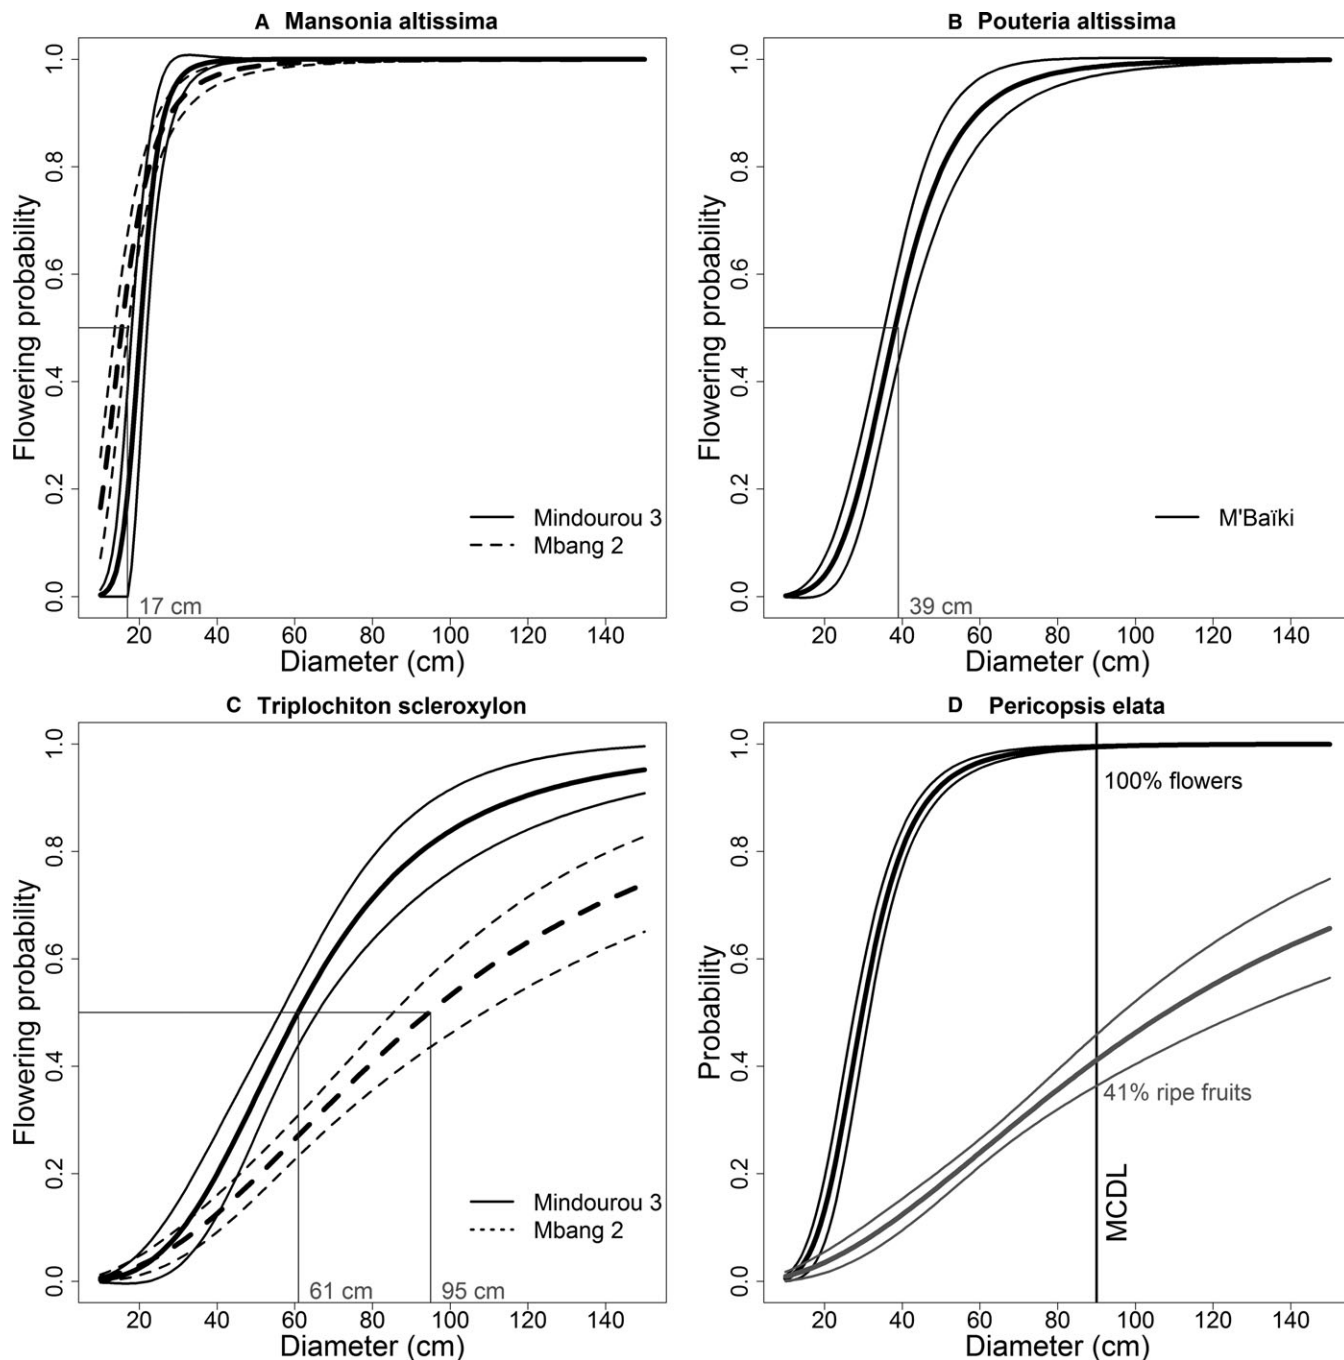 A Mansonia altissima
Flowering probability
1.0
0.8
0.6
0.4
0.2
0.0
Mindourou 3
Mbang 2
17 cm
20 40 60 80 100 120 140
Diameter (cm)
B Pouteria altissima
Flowering probability
1.0
0.8
0.6
0.4
0.2
0.0
M'Baïki
39 cm
20 40 60 80 100 120 140
Diameter (cm)
C Triplochiton scleroxylon
Flowering probability
1.0
0.8
0.6
0.4
0.2
0.0
Mindourou 3
Mbang 2
61 cm 95 cm
20 40 60 80 100 120 140
Diameter (cm)
D Pericopsis elata
Probability
1.0
0.8
0.6
0.4
0.2
0.0
100% flowers
41% ripe fruits
MCDL
20 40 60 80 100 120 140
Diameter (cm)